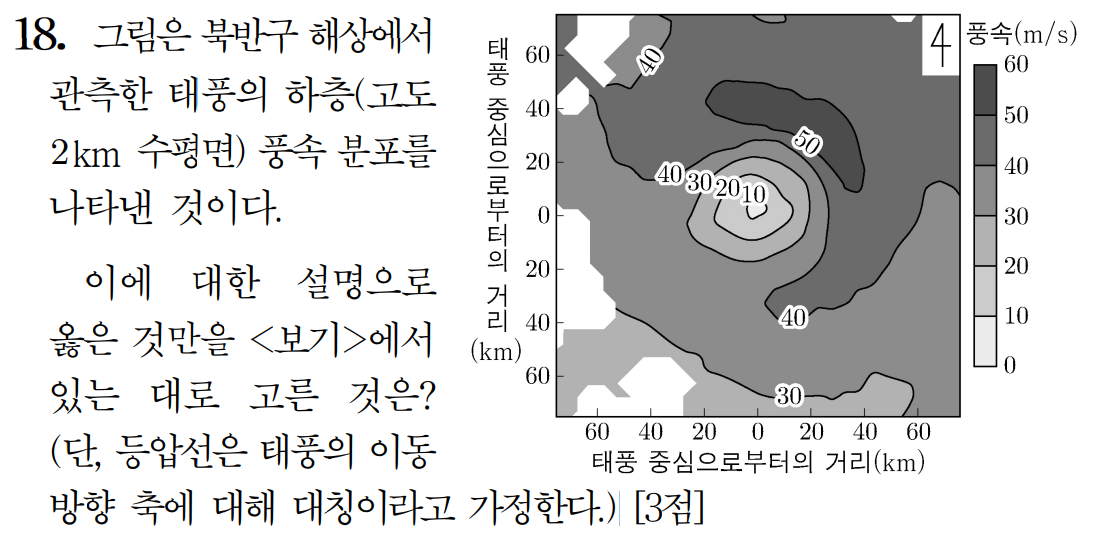 18. 그림은 북반구 해상에서
관측한 태풍의 하층(고도
2km 수평면) 풍속 분포를
나타낸 것이다.
이에 대한 설명으로
옳은 것만을 <보기>에서
있는 대로 고른 것은?
(단, 등압선은 태풍의 이동
방향 축에 대해 대칭이라고 가정한다.) [3점]
태풍 중심으로부터의 거리
(km)
60
40
20
0
20
40
60
40
50
40 30 20 10
40
30
60 40 20 0 20 40 60
태풍 중심으로부터의 거리(km)
4
풍속(m/s)
60
50
40
30
20
10
0